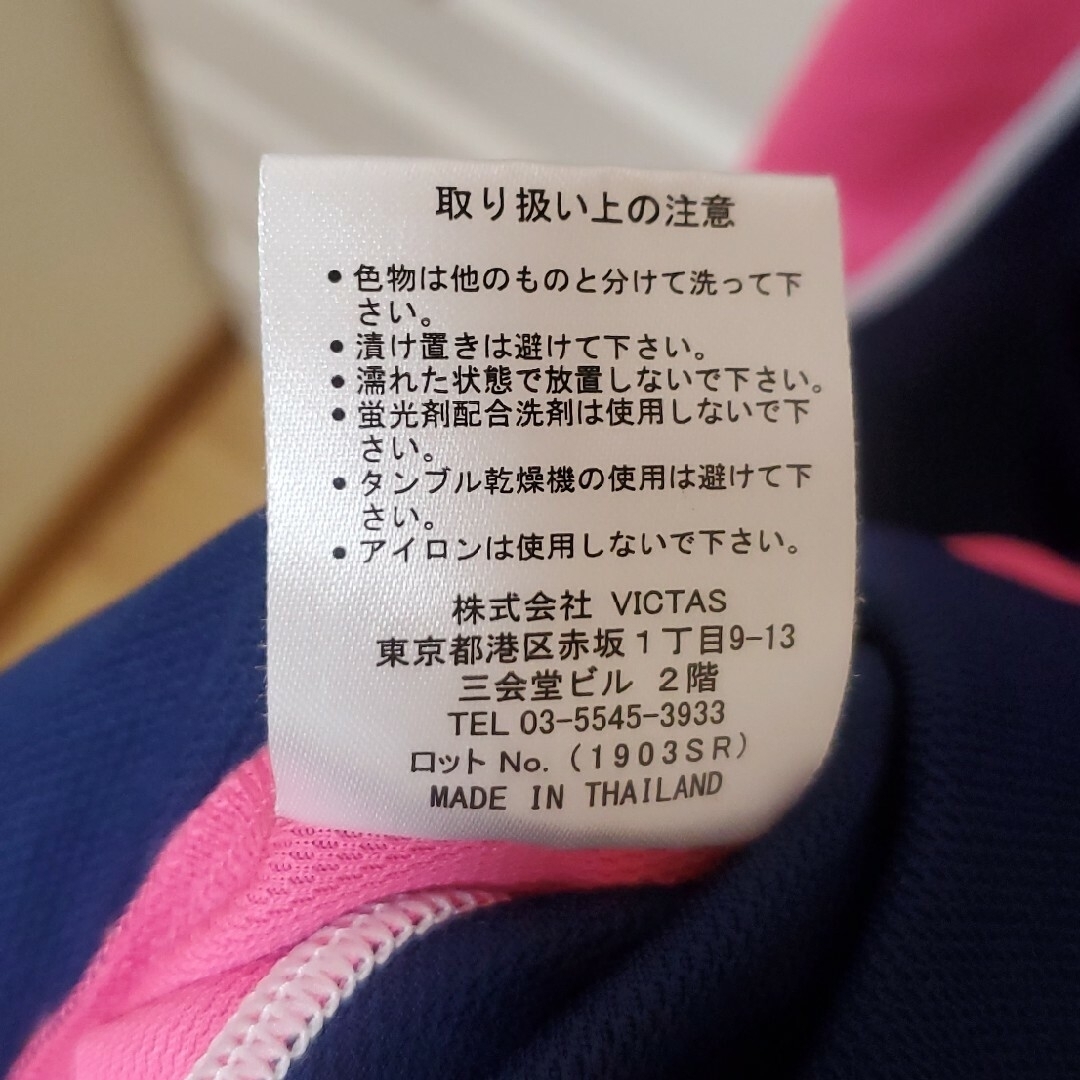 取り扱い上の注意
●色物は他のものと分けて洗って下
さい。
●漬け置きは避けて下さい。
●濡れた状態で放置しないで下さい。
●蛍光剤配合洗剤は使用しないで下
さい。
●タンブル乾燥機の使用は避けて下
さい。
●アイロンは使用しないで下さい。
株式会社 VICTAS
東京都港区赤坂1丁目9-13
三会堂ビル 2階
TEL 03-5545-3933
ロット No. (1903SR)
MADE IN THAILAND